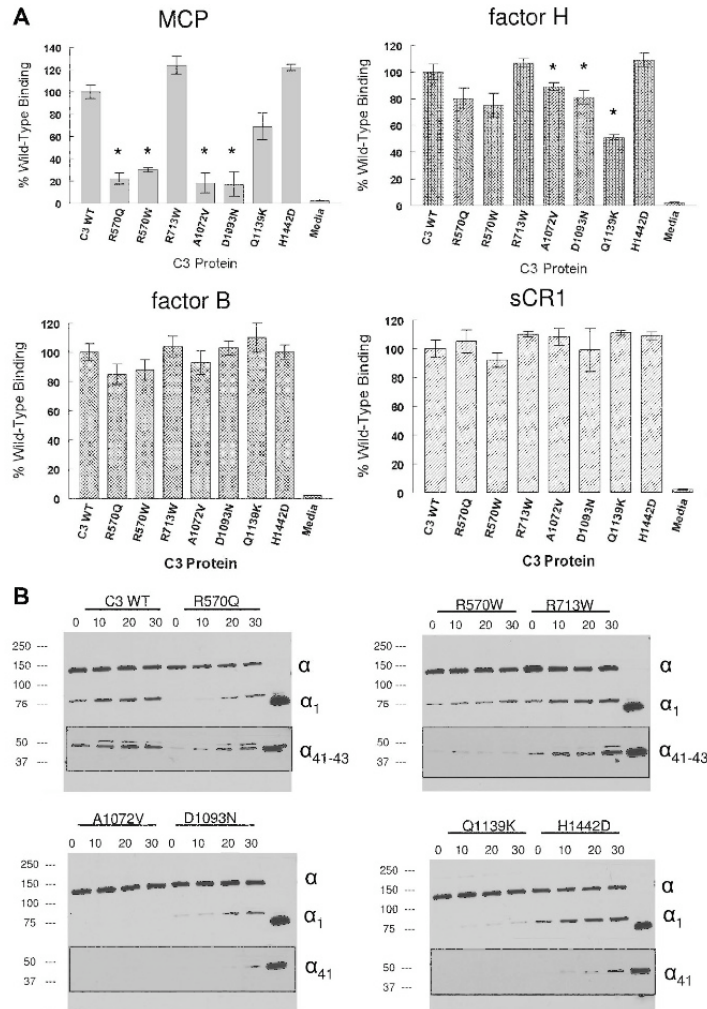 A
MCP
% Wild-Type Binding
140
120
100
80
60
40
20
0
* * * *
C3 WT R570Q R570W R713W A1072V D1093N Q1139K H1442D Media
C3 Protein
factor H
% Wild-Type Binding
120
100
80
60
40
20
0
* * *
C3 WT R570Q R570W R713W A1072V D1093N Q1139K H1442D Media
C3 Protein
factor B
% Wild-Type Binding
120
100
80
60
40
20
0
C3 WT R570Q R570W R713W A1072V D1093N Q1139K H1442D Media
C3 Protein
sCR1
% Wild-Type Binding
120
100
80
60
40
20
0
C3 WT R570Q R570W R713W A1072V D1093N Q1139K H1442D Media
C3 Protein
B
C3 WT R570Q
0 10 20 30 0 10 20 30
250 ---
150 --- α
100 ---
76 --- α1
50 ---
37 --- α41-43
R570W R713W
0 10 20 30 0 10 20 30
250 ---
150 --- α
100 ---
76 --- α1
50 ---
37 --- α41-43
A1072V D1093N
0 10 20 30 0 10 20 30
250 ---
150 --- α
100 ---
75 --- α1
50 --- α41
37 ---
Q1139K H1442D
0 10 20 30 0 10 20 30
250 ---
150 --- α
100 ---
75 --- α1
50 --- α41
37 ---